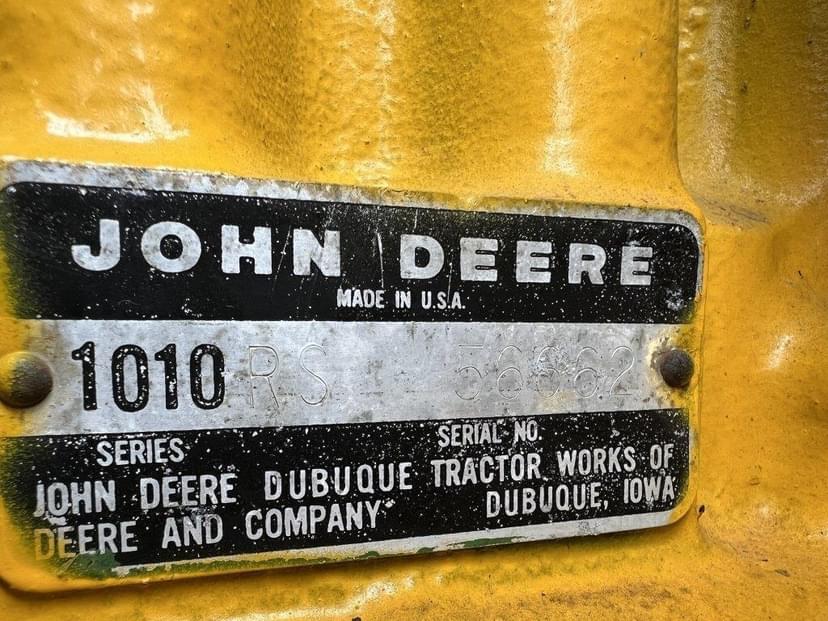 JOHN DEERE
MADE IN U.S.A.
1010 RS
SERIES SERIAL NO.
JOHN DEERE DUBUQUE TRACTOR WORKS OF
DEERE AND COMPANY DUBUQUE, IOWA